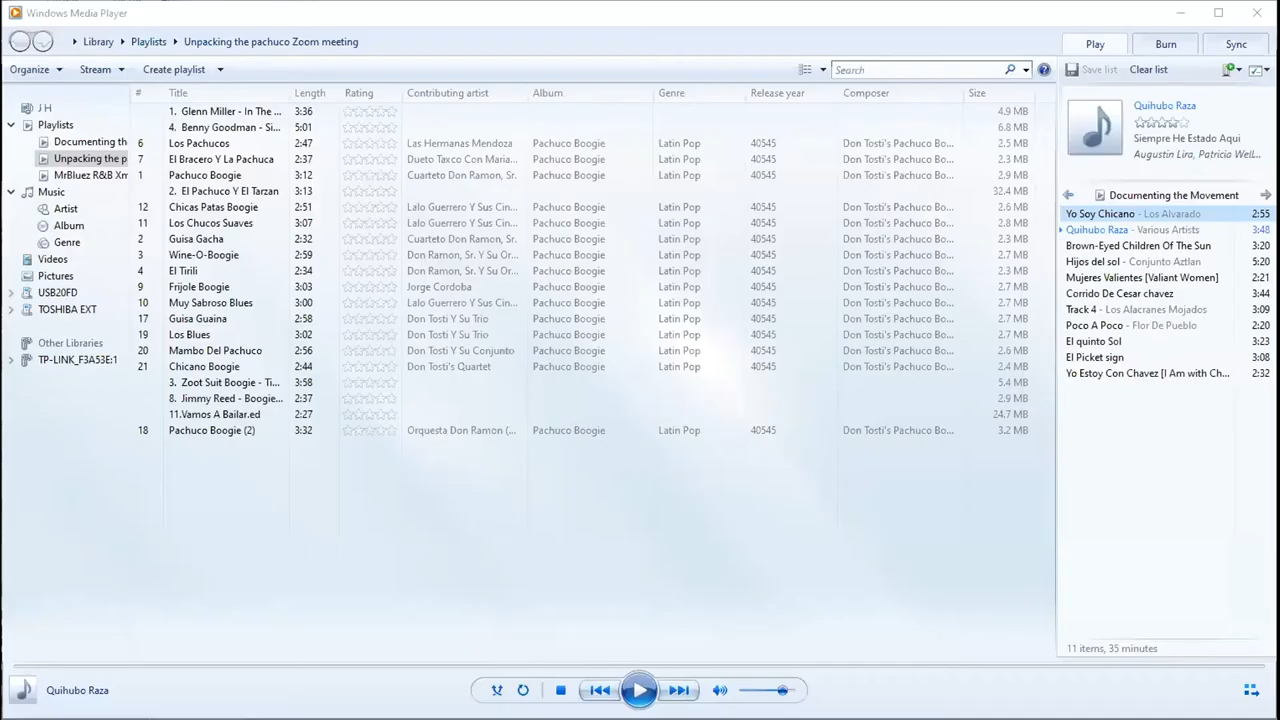 Windows Media Player
Library Playlists Unpacking the pachuco Zoom meeting
Play Burn Sync
Organize Stream Create playlist Search Save list Clear list
# Title Length Rating Contributing artist Album Genre Release year Composer Size
J H
Playlists
Documenting th
Unpacking the p
MrBluez R&B Xm
Music
Artist
Album
Genre
Videos
Pictures
USB20FD
TOSHIBA EXT
Other Libraries
TP-LINK_F3A53E:1
1. Glenn Miller - In The ... 3:36 4.9 MB
4. Benny Goodman - Si... 5:01 6.8 MB
6 Los Pachucos 2:47 Las Hermanas Mendoza Pachuco Boogie Latin Pop 40545 Don Tosti's Pachuco Bo... 2.5 MB
7 El Bracero Y La Pachuca 2:37 Dueto Taxco Con Maria... Pachuco Boogie Latin Pop 40545 Don Tosti's Pachuco Bo... 2.3 MB
1 Pachuco Boogie 3:12 Cuarteto Don Ramon, Sr. Pachuco Boogie Latin Pop 40545 Don Tosti's Pachuco Bo... 2.9 MB
2. El Pachuco Y El Tarzan 3:13 32.4 MB
12 Chicas Patas Boogie 2:51 Lalo Guerrero Y Sus Cin... Pachuco Boogie Latin Pop 40545 Don Tosti's Pachuco Bo... 2.6 MB
11 Los Chucos Suaves 3:07 Lalo Guerrero Y Sus Cin... Pachuco Boogie Latin Pop 40545 Don Tosti's Pachuco Bo... 2.8 MB
2 Guisa Gacha 2:32 Cuarteto Don Ramon, Sr. Pachuco Boogie Latin Pop 40545 Don Tosti's Pachuco Bo... 2.3 MB
3 Wine-O-Boogie 2:59 Don Ramon, Sr. Y Su Or... Pachuco Boogie Latin Pop 40545 Don Tosti's Pachuco Bo... 2.7 MB
4 El Tirili 2:34 Don Ramon, Sr. Y Su Or... Pachuco Boogie Latin Pop 40545 Don Tosti's Pachuco Bo... 2.3 MB
9 Frijole Boogie 3:03 Jorge Cordoba Pachuco Boogie Latin Pop 40545 Don Tosti's Pachuco Bo... 2.8 MB
10 Muy Sabroso Blues 3:00 Lalo Guerrero Y Sus Cin... Pachuco Boogie Latin Pop 40545 Don Tosti's Pachuco Bo... 2.7 MB
17 Guisa Guaina 2:58 Don Tosti Y Su Trio Pachuco Boogie Latin Pop 40545 Don Tosti's Pachuco Bo... 2.7 MB
19 Los Blues 3:02 Don Tosti Y Su Trio Pachuco Boogie Latin Pop 40545 Don Tosti's Pachuco Bo... 2.7 MB
20 Mambo Del Pachuco 2:56 Don Tosti Y Su Conjunto Pachuco Boogie Latin Pop 40545 Don Tosti's Pachuco Bo... 2.6 MB
21 Chicano Boogie 2:44 Don Tosti's Quartet Pachuco Boogie Latin Pop 40545 Don Tosti's Pachuco Bo... 2.4 MB
3. Zoot Suit Boogie - Ti... 3:58 5.4 MB
8. Jimmy Reed - Boogie... 2:37 2.9 MB
11.Vamos A Bailar.ed 2:27 24.7 MB
18 Pachuco Boogie (2) 3:32 Orquesta Don Ramon (... Pachuco Boogie Latin Pop 40545 Don Tosti's Pachuco Bo... 3.2 MB
Quihubo Raza
Siempre He Estado Aqui
Augustin Lira, Patricia Well...
Documenting the Movement
Yo Soy Chicano - Los Alvarado 2:55
Quihubo Raza - Various Artists 3:48
Brown-Eyed Children Of The Sun 3:20
Hijos del sol - Conjunto Aztlan 5:20
Mujeres Valientes [Valiant Women] 2:21
Corrido De Cesar chavez 3:44
Track 4 - Los Alacranes Mojados 3:09
Poco A Poco - Flor De Pueblo 2:20
El quinto Sol 3:23
El Picket sign 3:08
Yo Estoy Con Chavez [I Am with Ch... 2:32
11 items, 35 minutes
Quihubo Raza